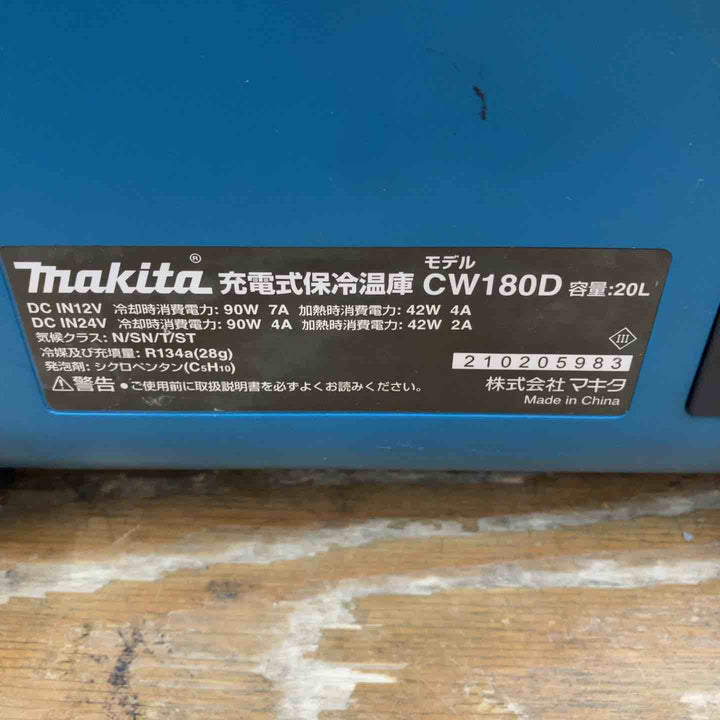 makita® 充電式保冷温庫 モデル CW180D 容量:20L
DC IN12V 冷却時消費電力: 90W 7A 加熱時消費電力: 42W 4A
DC IN24V 冷却時消費電力: 90W 4A 加熱時消費電力: 42W 2A
気候クラス: N/SN/T/ST
冷媒及び充填量: R134a(28g)
発泡剤: シクロペンタン(C₅H₁₀)
⚠警告 ●ご使用前に取扱説明書を必ずよくお読みください。
III
210205983
株式会社 マキタ
Made in China